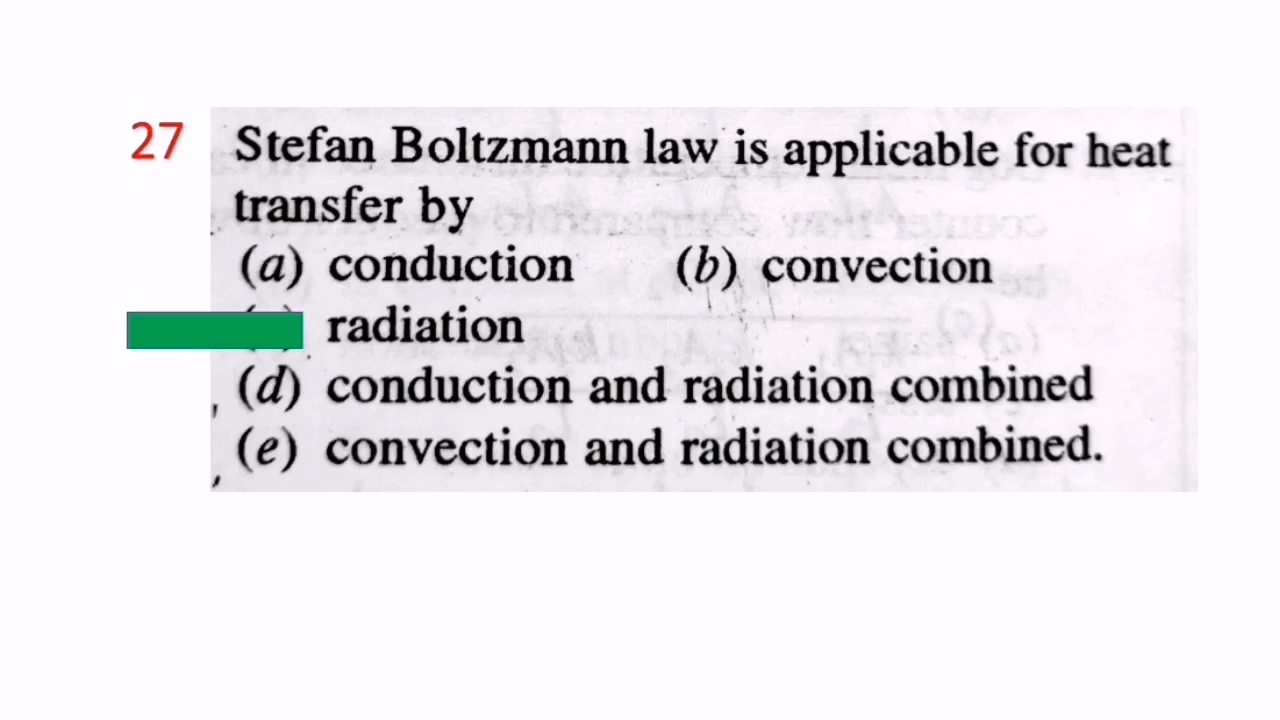 27 Stefan Boltzmann law is applicable for heat
transfer by
(a) conduction (b) convection
radiation
(d) conduction and radiation combined
(e) convection and radiation combined.